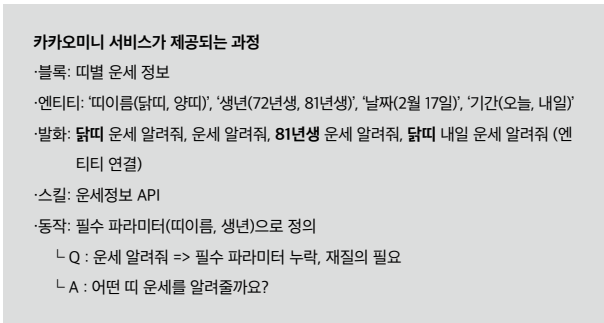 카카오미니 서비스가 제공되는 과정
·블록: 띠별 운세 정보
·엔티티: ‘띠이름(닭띠, 양띠)’, ‘생년(72년생, 81년생)’, ‘날짜(2월 17일)’, ‘기간(오늘, 내일)’
·발화: 닭띠 운세 알려줘, 운세 알려줘, 81년생 운세 알려줘, 닭띠 내일 운세 알려줘 (엔
티티 연결)
·스킬: 운세정보 API
·동작: 필수 파라미터(띠이름, 생년)으로 정의
└ Q : 운세 알려줘 => 필수 파라미터 누락, 재질의 필요
└ A : 어떤 띠 운세를 알려줄까요?